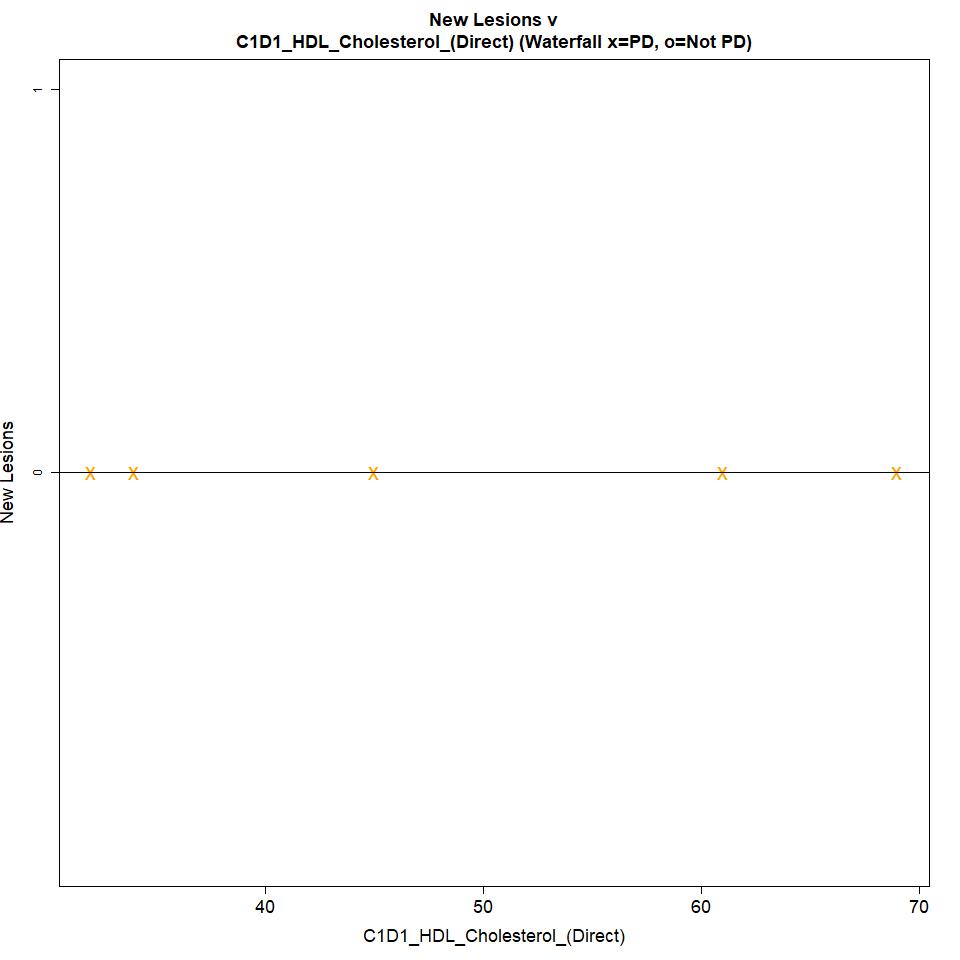 New Lesions v
C1D1_HDL_Cholesterol_(Direct) (Waterfall x=PD, o=Not PD)
1
New Lesions
0
x x x x x
40 50 60 70
C1D1_HDL_Cholesterol_(Direct)